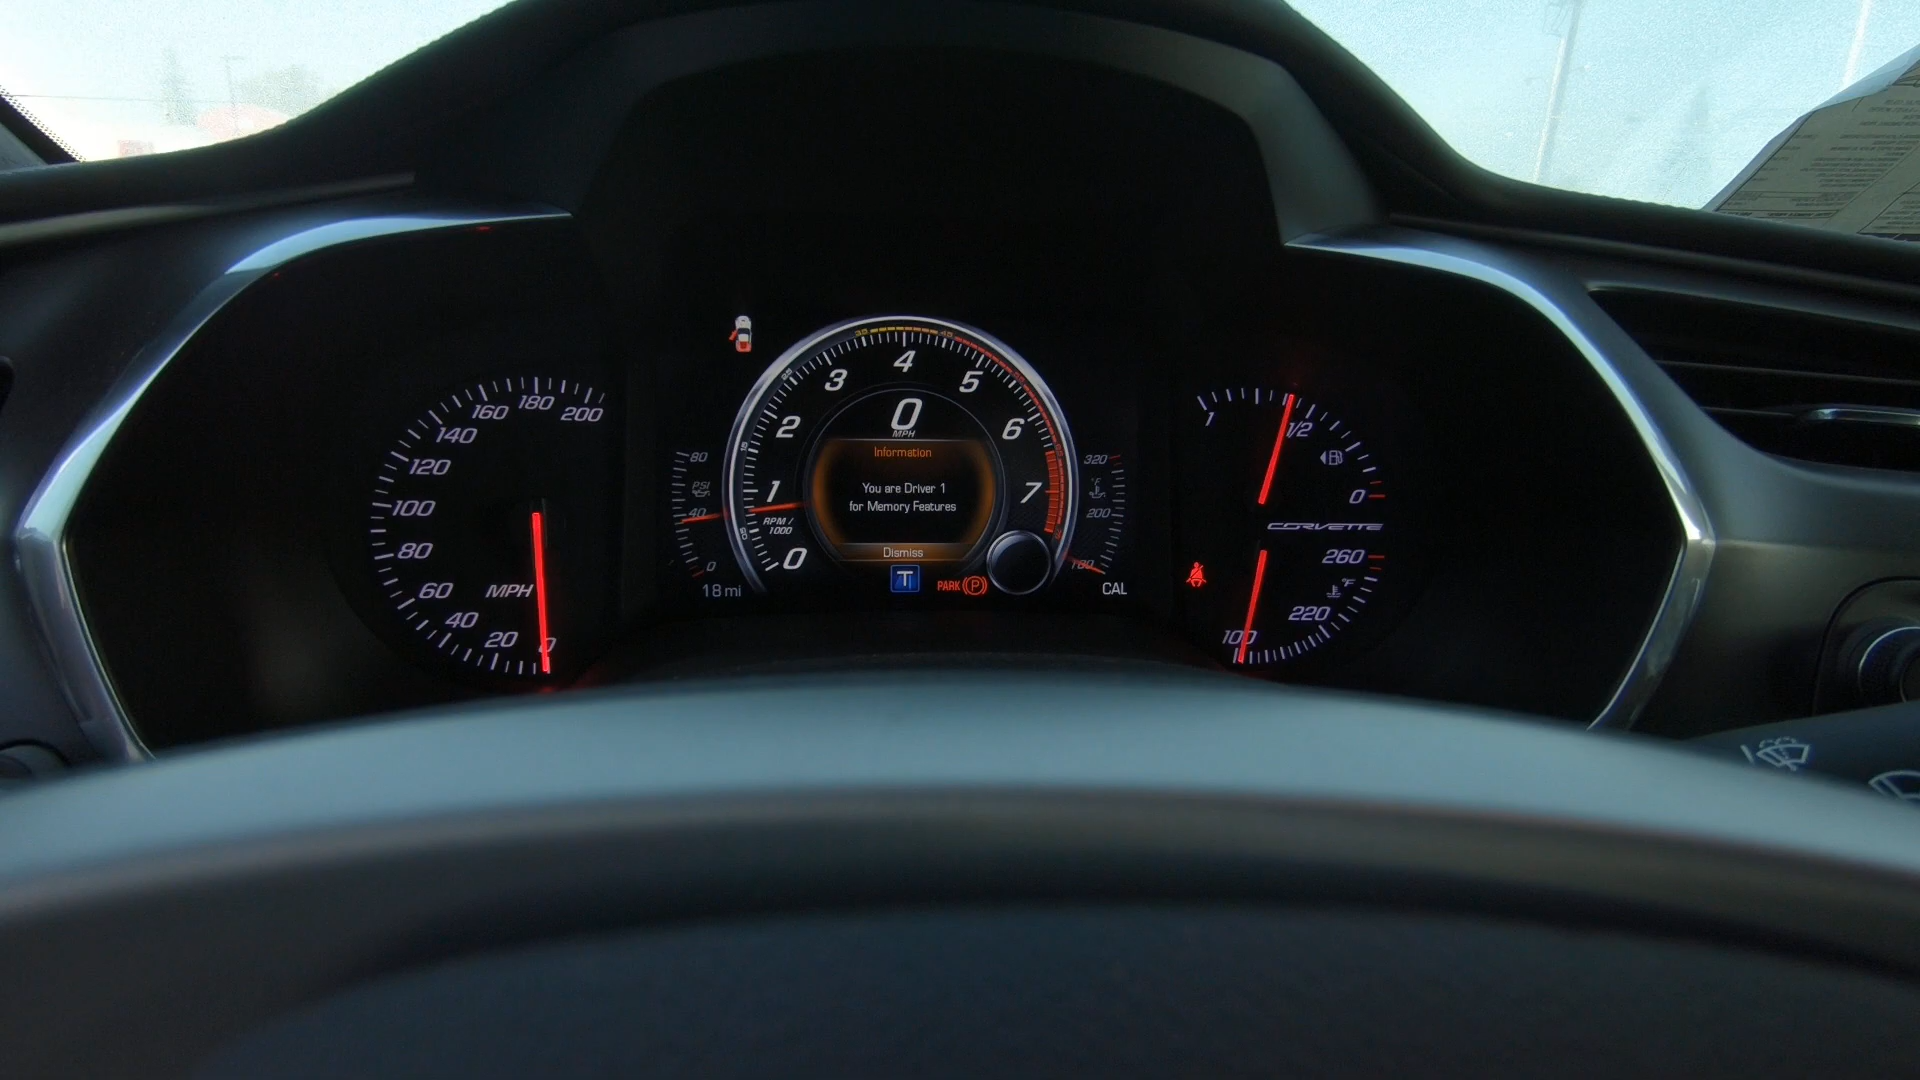 200
180
160
140
120
100
80
60
40
20
0
MPH
80
PSI
40
0
18 mi
0
1
2
3
4
5
6
7
RPM /
1000
0
MPH
Information
You are Driver 1
for Memory Features
Dismiss
T
PARK P
320
°F
200
100
CAL
1
1/2
0
CORVETTE
260
°F
220
100